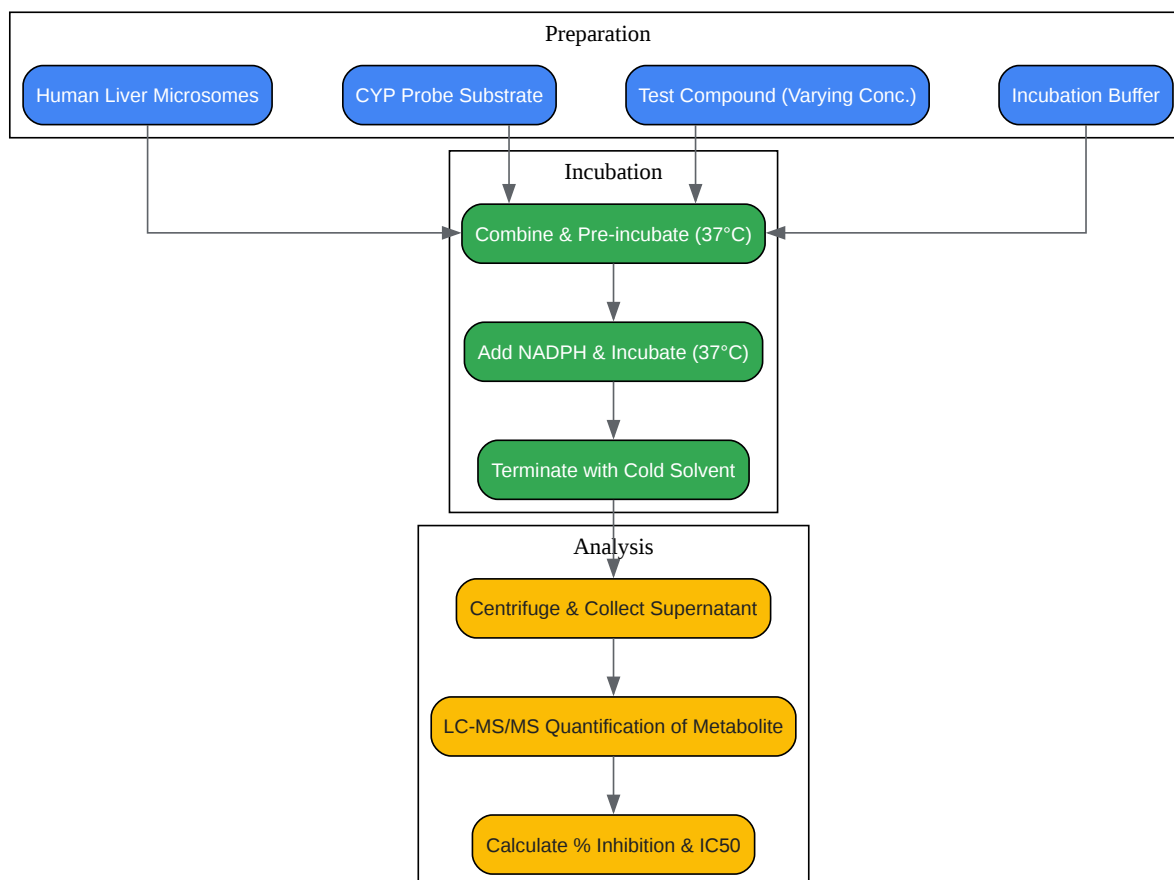 Preparation
Human Liver Microsomes
CYP Probe Substrate
Test Compound (Varying Conc.)
Incubation Buffer
Incubation
Combine & Pre-incubate (37°C)
Add NADPH & Incubate (37°C)
Terminate with Cold Solvent
Analysis
Centrifuge & Collect Supernatant
LC-MS/MS Quantification of Metabolite
Calculate % Inhibition & IC50